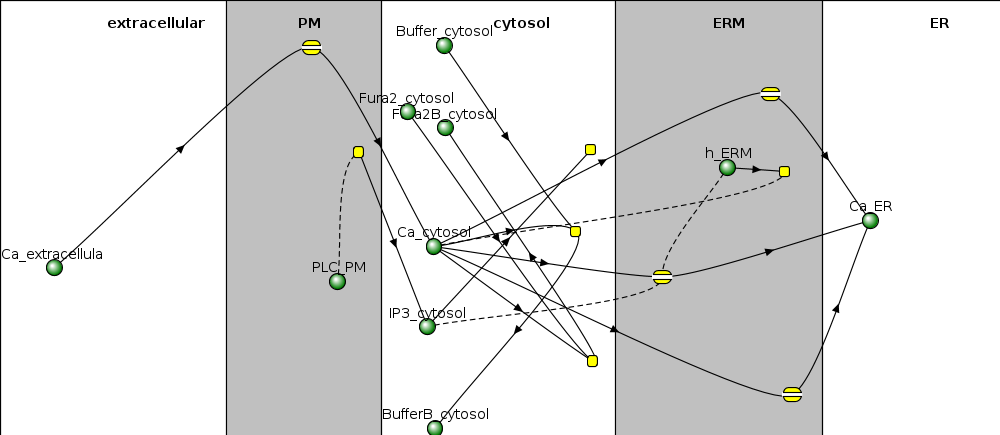 extracellular
PM
cytosol
ERM
ER
Buffer_cytosol
Fura2_cytosol
Fura2B_cytosol
h_ERM
Ca_ER
Ca_cytosol
Ca_extracellula
PLC_PM
IP3_cytosol
BufferB_cytosol